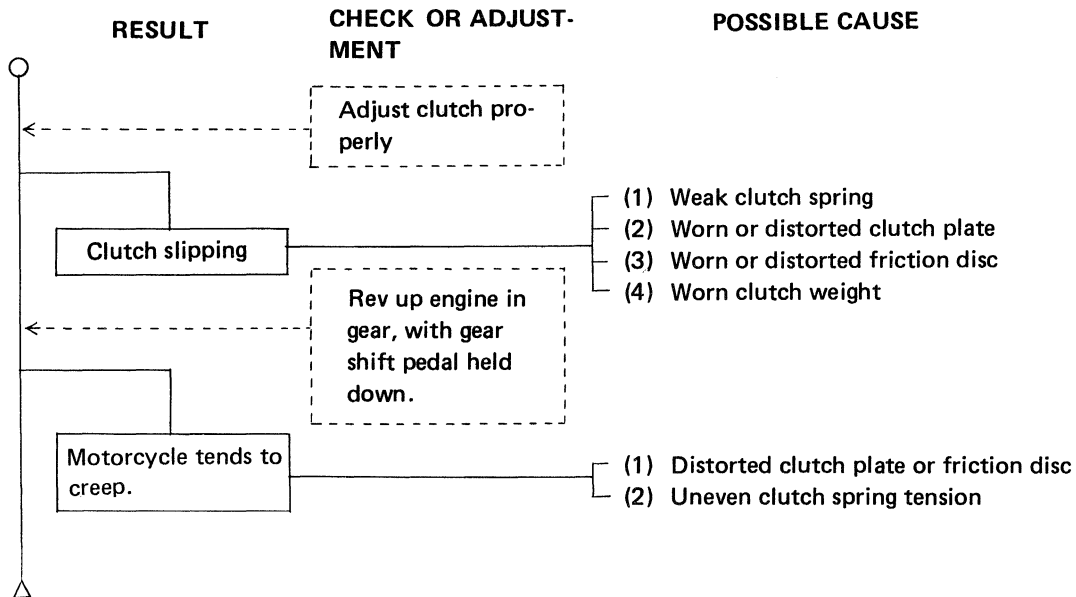 RESULT
CHECK OR ADJUST-
MENT
POSSIBLE CAUSE
Adjust clutch pro-
perly
Clutch slipping
(1) Weak clutch spring
(2) Worn or distorted clutch plate
(3) Worn or distorted friction disc
(4) Worn clutch weight
Rev up engine in
gear, with gear
shift pedal held
down.
Motorcycle tends to
creep.
(1) Distorted clutch plate or friction disc
(2) Uneven clutch spring tension